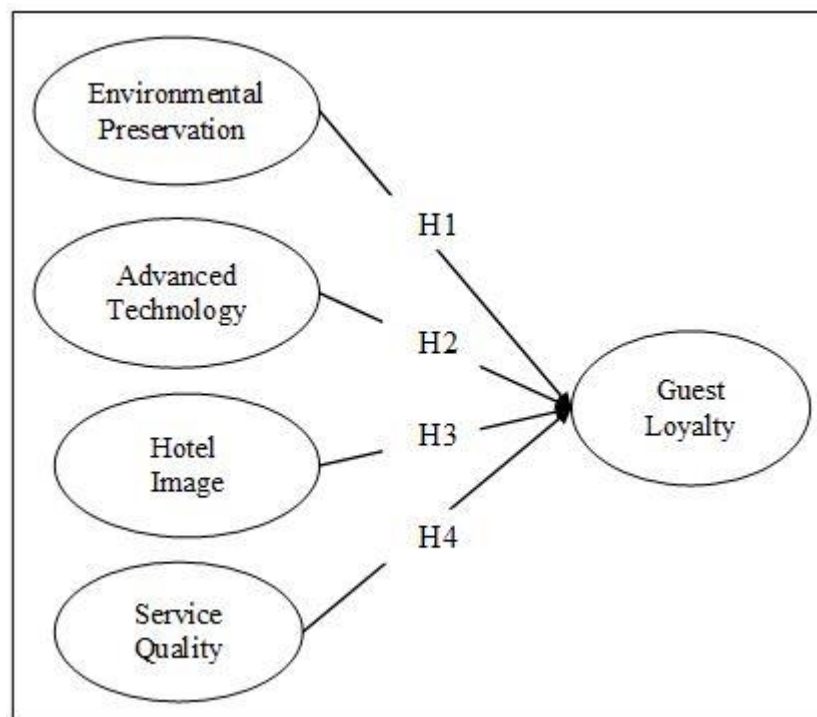 Environmental
Preservation
H1
Advanced
Technology
H2
Guest
Loyalty
Hotel
Image
H3
Service
Quality
H4